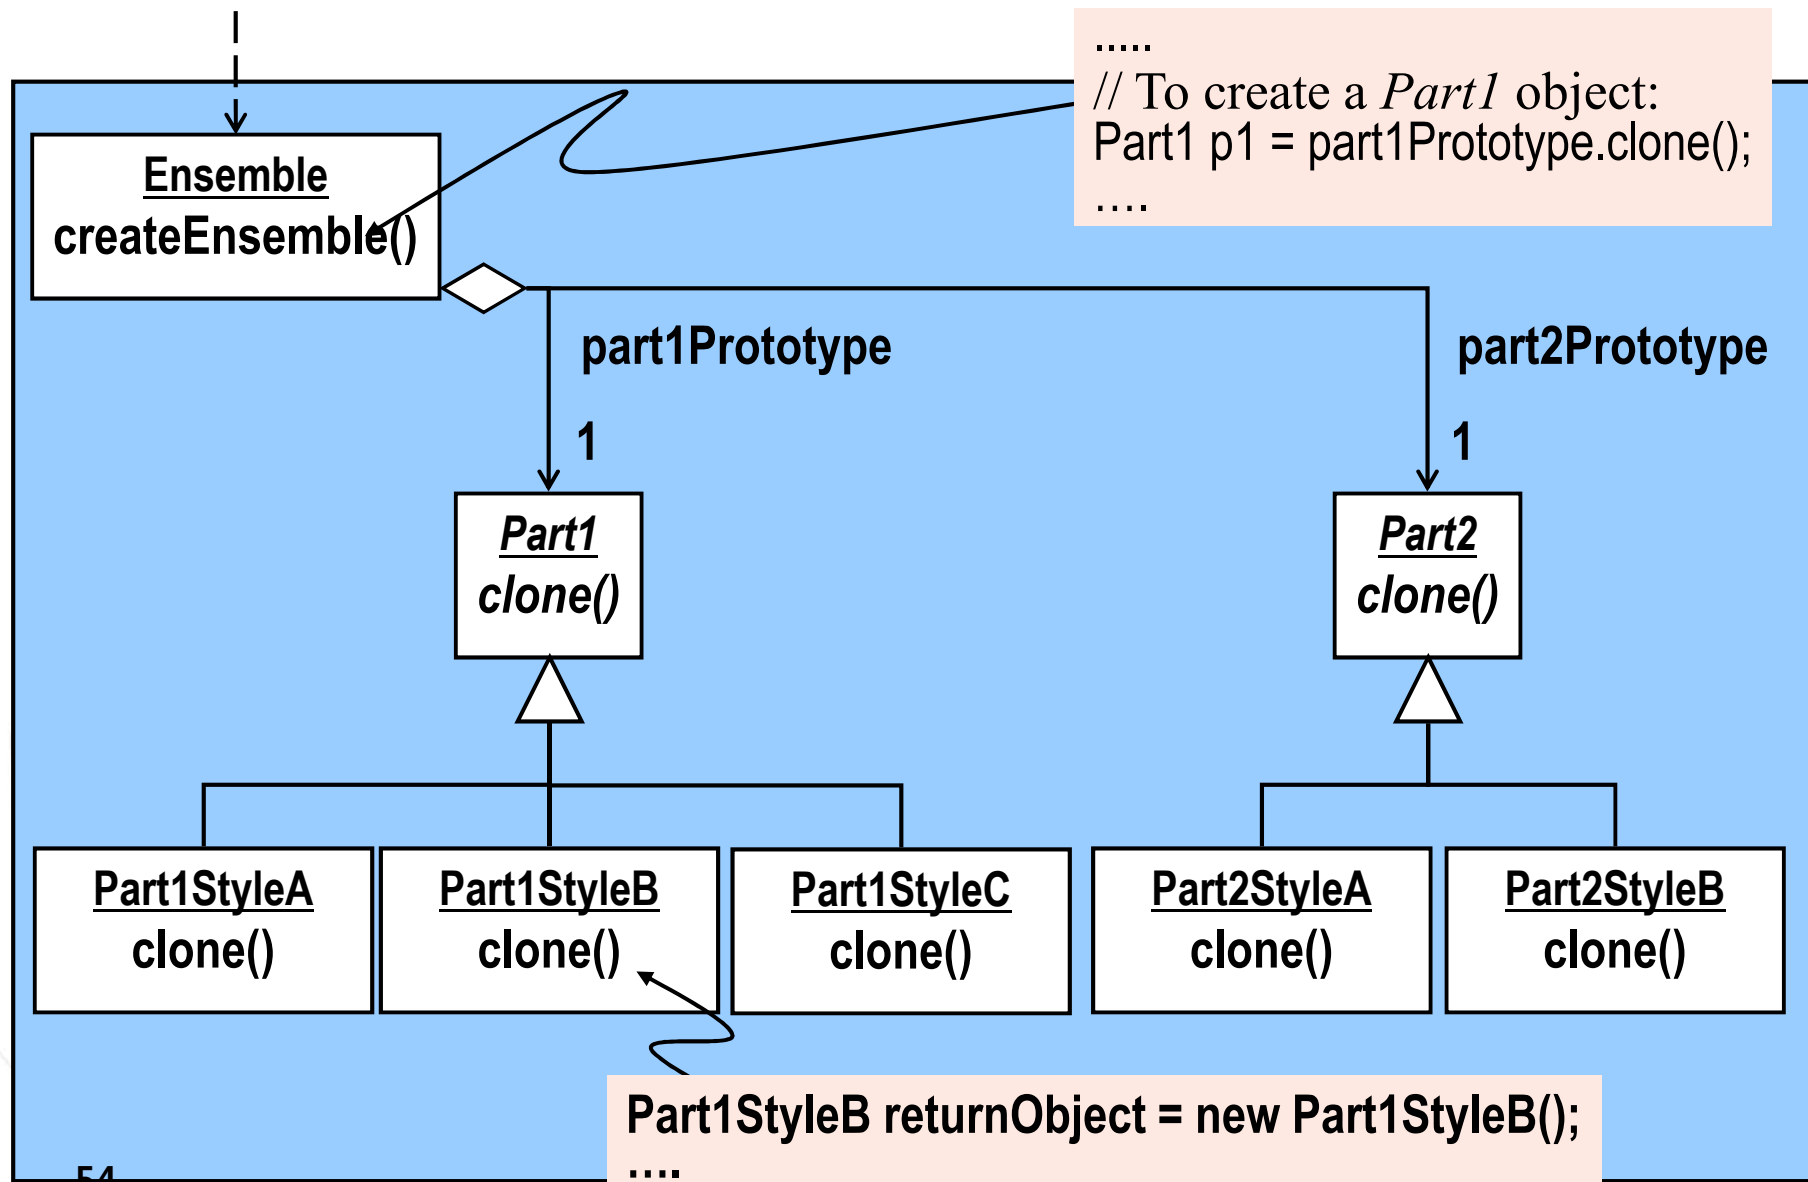 .....
// To create a Part1 object:
Part1 p1 = part1Prototype.clone();
….
Ensemble
createEnsemble()
part1Prototype
part2Prototype
1
1
Part1
clone()
Part2
clone()
Part1StyleA
clone()
Part1StyleB
clone()
Part1StyleC
clone()
Part2StyleA
clone()
Part2StyleB
clone()
Part1StyleB returnObject = new Part1StyleB();
….
54